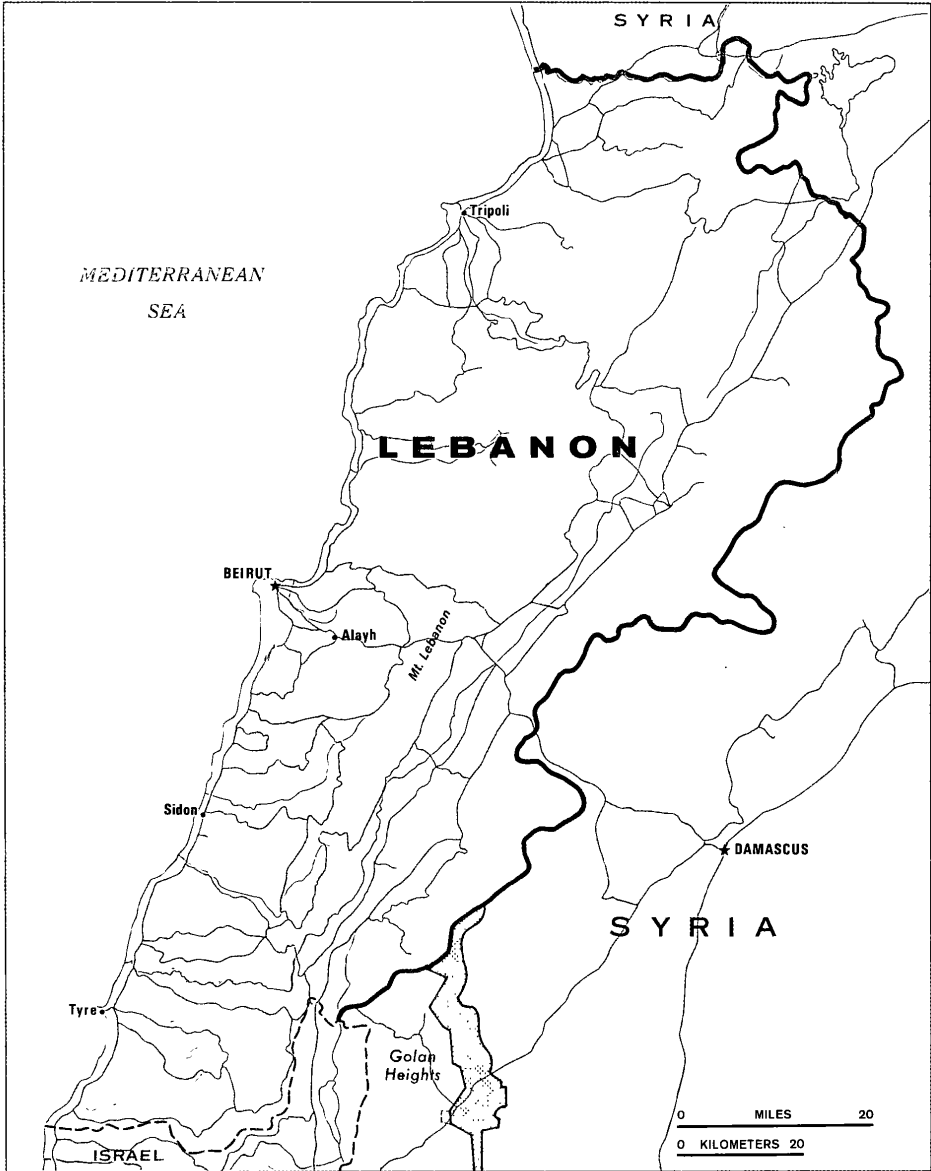 SYRIA
Tripoli
MEDITERRANEAN
SEA
LEBANON
BEIRUT
Alayh
Mt. Lebanon
Sidon
DAMASCUS
SYRIA
Tyre
Golan
Heights
0 MILES 20
0 KILOMETERS 20
ISRAEL